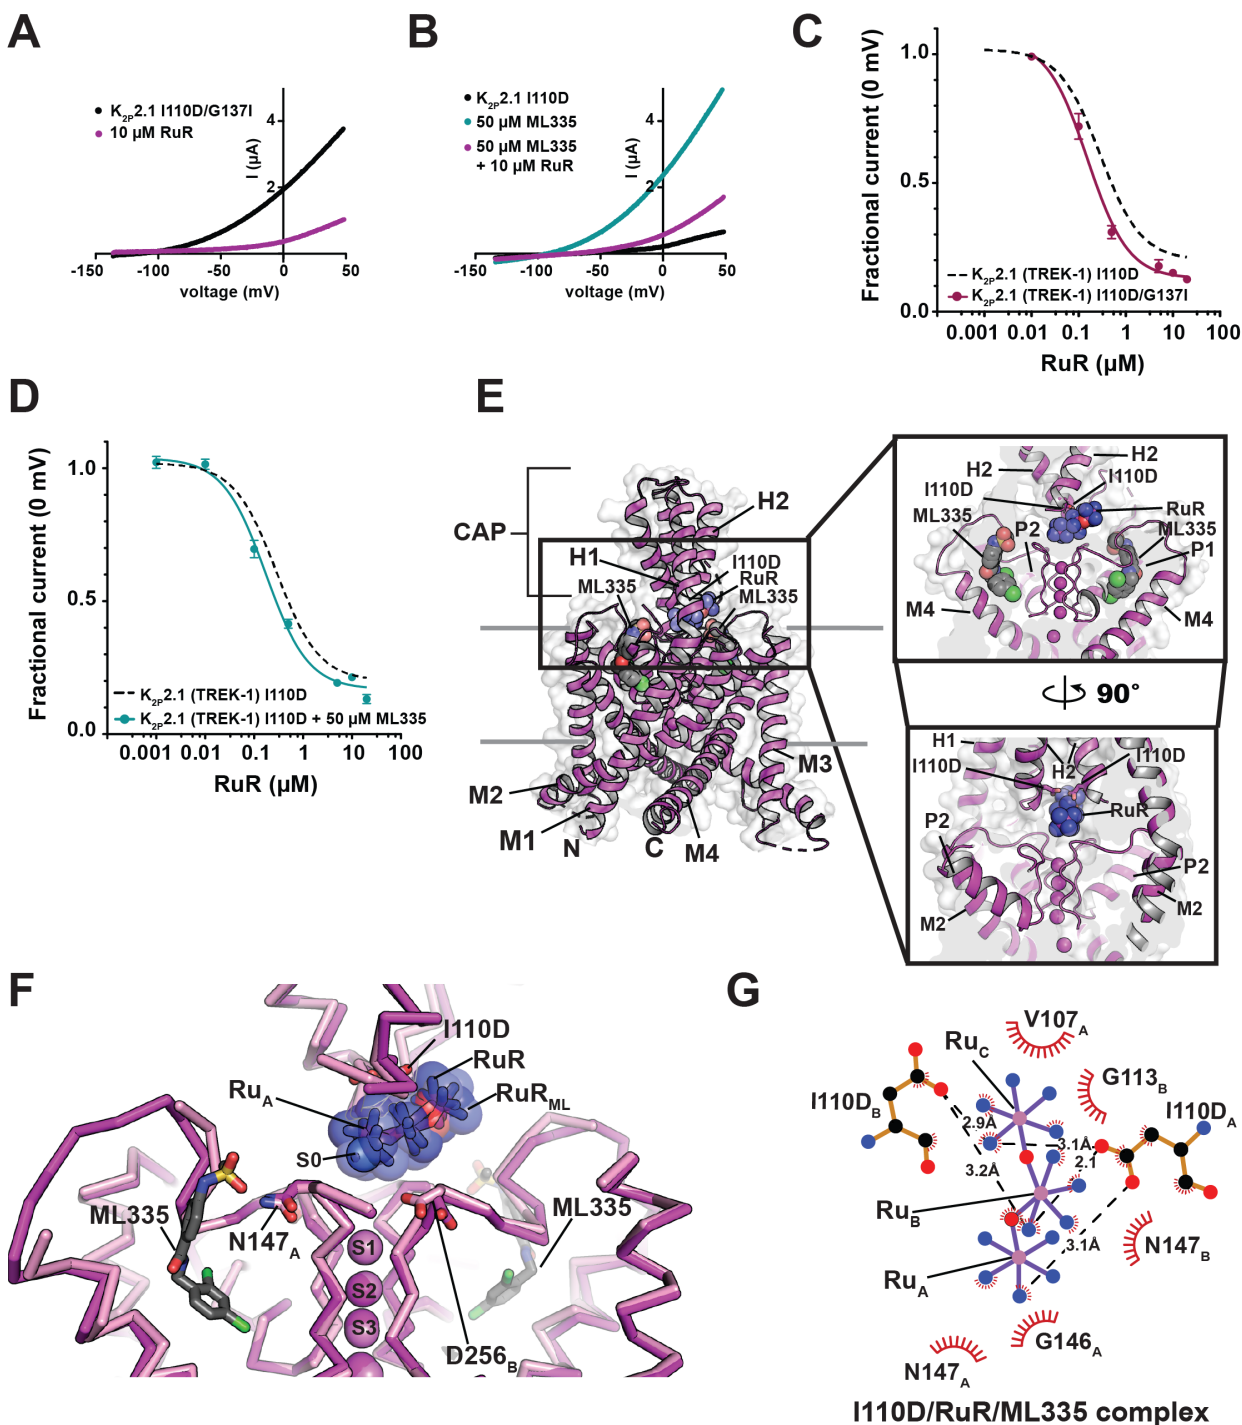 A
K2P2.1 I110D/G137I
10 µM RuR
I (µA)
4
2
-150
-100
-50
0
50
voltage (mV)
B
K2P2.1 I110D
50 µM ML335
50 µM ML335
+ 10 µM RuR
I (µA)
4
2
-150
-100
-50
0
50
voltage (mV)
C
Fractional current (0 mV)
1.0
0.5
0.0
K2P2.1 (TREK-1) I110D
K2P2.1 (TREK-1) I110D/G137I
0.001
0.01
0.1
1
10
100
RuR (µM)
D
Fractional current (0 mV)
1.0
0.5
0.0
K2P2.1 (TREK-1) I110D
K2P2.1 (TREK-1) I110D + 50 µM ML335
0.001
0.01
0.1
1
10
100
RuR (µM)
E
CAP
H2
H1
I110D
RuR
ML335
ML335
M3
M2
M1
N
C
M4
H2
H2
I110D
I110D
RuR
ML335
ML335
P2
P1
M4
M4
90°
H1
I110D
H2
I110D
RuR
P2
P2
M2
M2
F
I110D
RuR
RuA
RuRML
S0
ML335
ML335
N147A
S1
S2
S3
D256B
G
V107A
RuC
G113B
I110DB
I110DA
2.9Å
3.1Å
2.1
3.2Å
RuB
N147B
3.1Å
RuA
G146A
N147A
I110D/RuR/ML335 complex